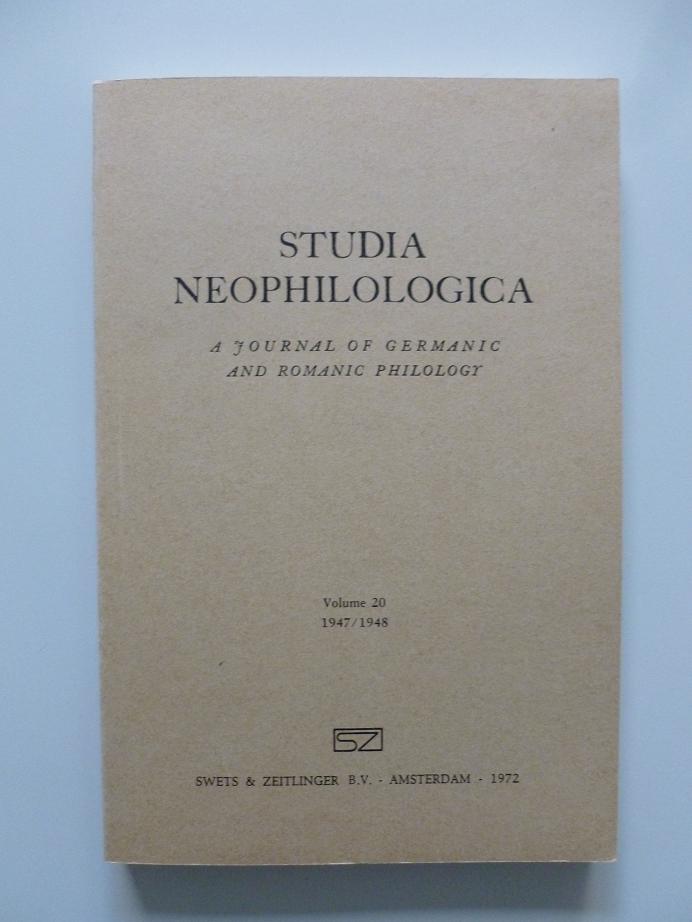 STUDIA
NEOPHILOLOGICA
A JOURNAL OF GERMANIC
AND ROMANIC PHILOLOGY
Volume 20
1947/1948
SZ
SWETS & ZEITLINGER B.V. - AMSTERDAM - 1972